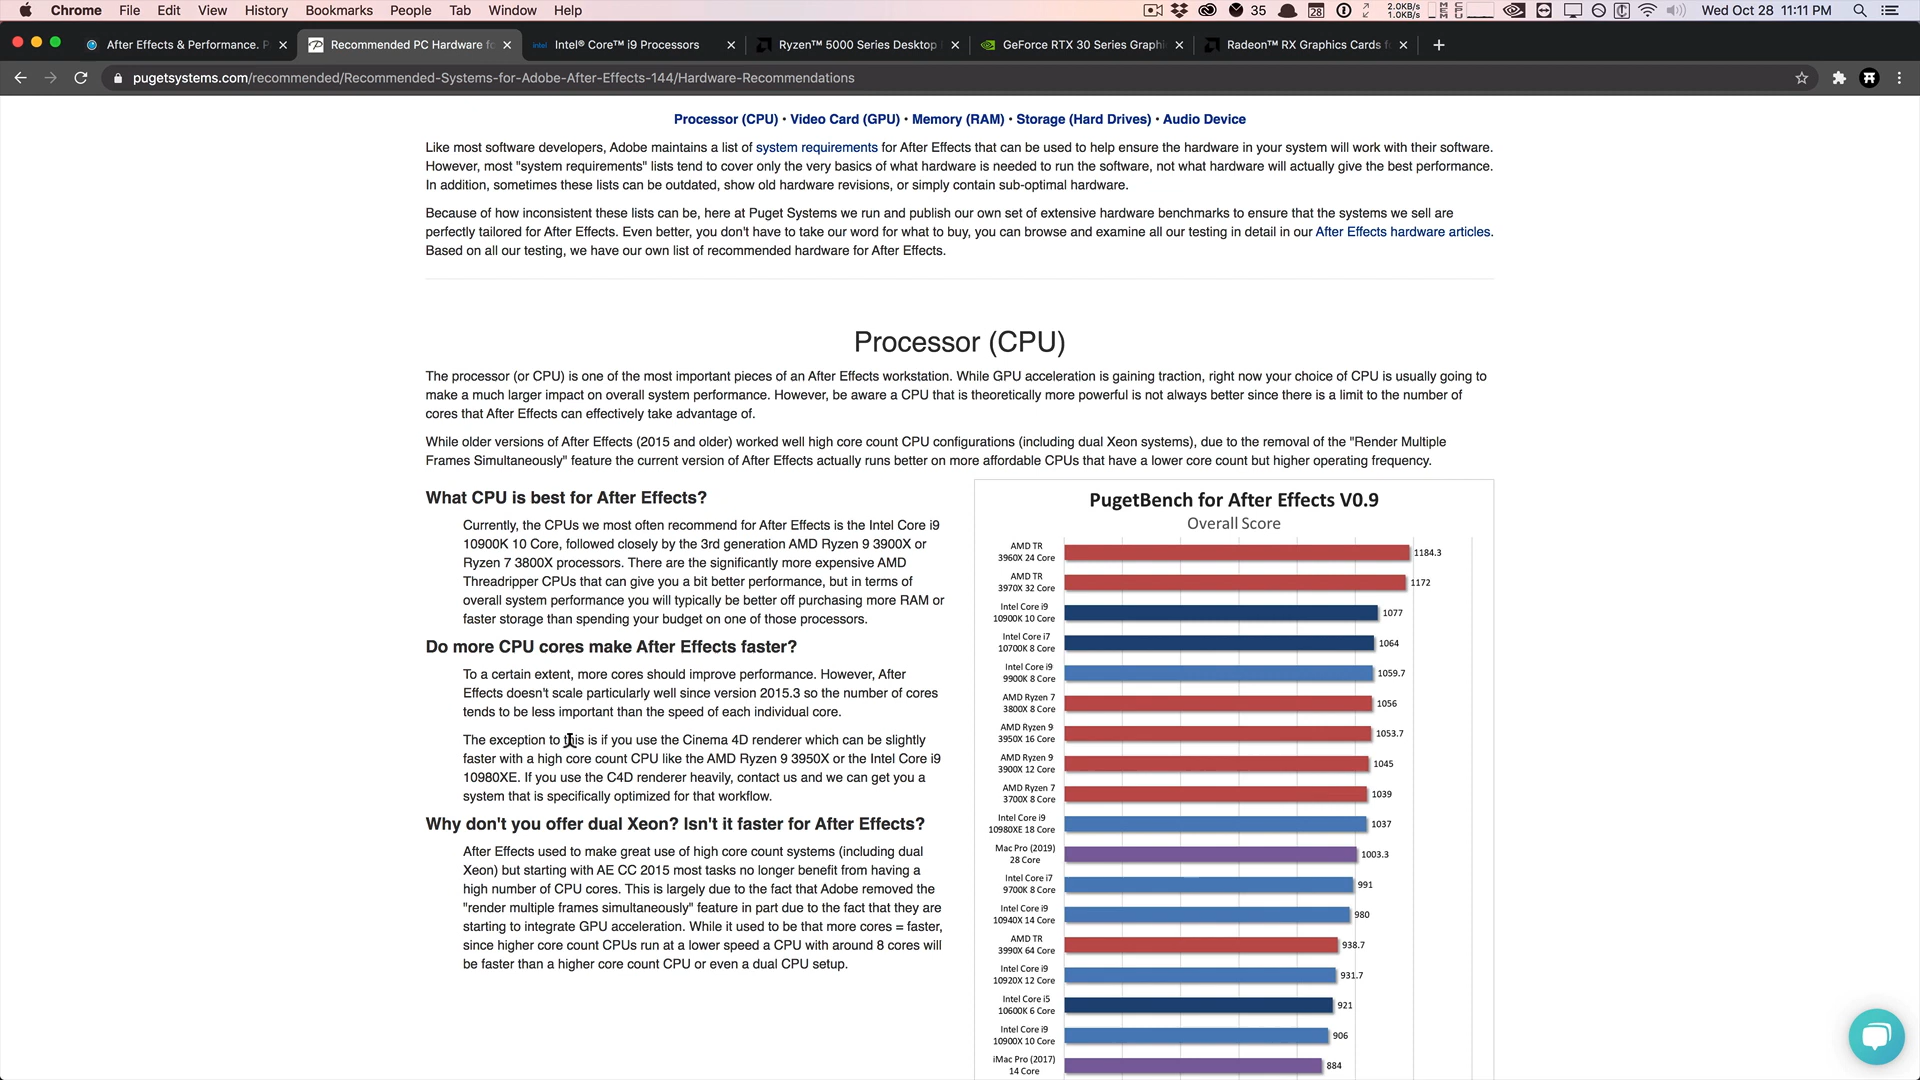 Chrome File Edit View History Bookmarks People Tab Window Help
35 28 2.0KB/s 1.0KB/s Wed Oct 28 11:11 PM
After Effects & Performance. P
Recommended PC Hardware fo
Intel® Core™ i9 Processors
Ryzen™ 5000 Series Desktop
GeForce RTX 30 Series Graphi
Radeon™ RX Graphics Cards f
pugetsystems.com/recommended/Recommended-Systems-for-Adobe-After-Effects-144/Hardware-Recommendations
Processor (CPU) • Video Card (GPU) • Memory (RAM) • Storage (Hard Drives) • Audio Device
Like most software developers, Adobe maintains a list of system requirements for After Effects that can be used to help ensure the hardware in your system will work with their software.
However, most "system requirements" lists tend to cover only the very basics of what hardware is needed to run the software, not what hardware will actually give the best performance.
In addition, sometimes these lists can be outdated, show old hardware revisions, or simply contain sub-optimal hardware.
Because of how inconsistent these lists can be, here at Puget Systems we run and publish our own set of extensive hardware benchmarks to ensure that the systems we sell are
perfectly tailored for After Effects. Even better, you don't have to take our word for what to buy, you can browse and examine all our testing in detail in our After Effects hardware articles.
Based on all our testing, we have our own list of recommended hardware for After Effects.
Processor (CPU)
The processor (or CPU) is one of the most important pieces of an After Effects workstation. While GPU acceleration is gaining traction, right now your choice of CPU is usually going to
make a much larger impact on overall system performance. However, be aware a CPU that is theoretically more powerful is not always better since there is a limit to the number of
cores that After Effects can effectively take advantage of.
While older versions of After Effects (2015 and older) worked well high core count CPU configurations (including dual Xeon systems), due to the removal of the "Render Multiple
Frames Simultaneously" feature the current version of After Effects actually runs better on more affordable CPUs that have a lower core count but higher operating frequency.
What CPU is best for After Effects?
Currently, the CPUs we most often recommend for After Effects is the Intel Core i9
10900K 10 Core, followed closely by the 3rd generation AMD Ryzen 9 3900X or
Ryzen 7 3800X processors. There are the significantly more expensive AMD
Threadripper CPUs that can give you a bit better performance, but in terms of
overall system performance you will typically be better off purchasing more RAM or
faster storage than spending your budget on one of those processors.
Do more CPU cores make After Effects faster?
To a certain extent, more cores should improve performance. However, After
Effects doesn't scale particularly well since version 2015.3 so the number of cores
tends to be less important than the speed of each individual core.
The exception to this is if you use the Cinema 4D renderer which can be slightly
faster with a high core count CPU like the AMD Ryzen 9 3950X or the Intel Core i9
10980XE. If you use the C4D renderer heavily, contact us and we can get you a
system that is specifically optimized for that workflow.
Why don't you offer dual Xeon? Isn't it faster for After Effects?
After Effects used to make great use of high core count systems (including dual
Xeon) but starting with AE CC 2015 most tasks no longer benefit from having a
high number of CPU cores. This is largely due to the fact that Adobe removed the
"render multiple frames simultaneously" feature in part due to the fact that they are
starting to integrate GPU acceleration. While it used to be that more cores = faster,
since higher core count CPUs run at a lower speed a CPU with around 8 cores will
be faster than a higher core count CPU or even a dual CPU setup.
PugetBench for After Effects V0.9
Overall Score
AMD TR
3960X 24 Core 1184.3
AMD TR
3970X 32 Core 1172
Intel Core i9
10900K 10 Core 1077
Intel Core i7
10700K 8 Core 1064
Intel Core i9
9900K 8 Core 1059.7
AMD Ryzen 7
3800X 8 Core 1056
AMD Ryzen 9
3950X 16 Core 1053.7
AMD Ryzen 9
3900X 12 Core 1045
AMD Ryzen 7
3700X 8 Core 1039
Intel Core i9
10980XE 18 Core 1037
Mac Pro (2019)
28 Core 1003.3
Intel Core i7
9700K 8 Core 991
Intel Core i9
10940X 14 Core 980
AMD TR
3990X 64 Core 938.7
Intel Core i9
10920X 12 Core 931.7
Intel Core i5
10600K 6 Core 921
Intel Core i9
10900X 10 Core 906
iMac Pro (2017)
14 Core 884